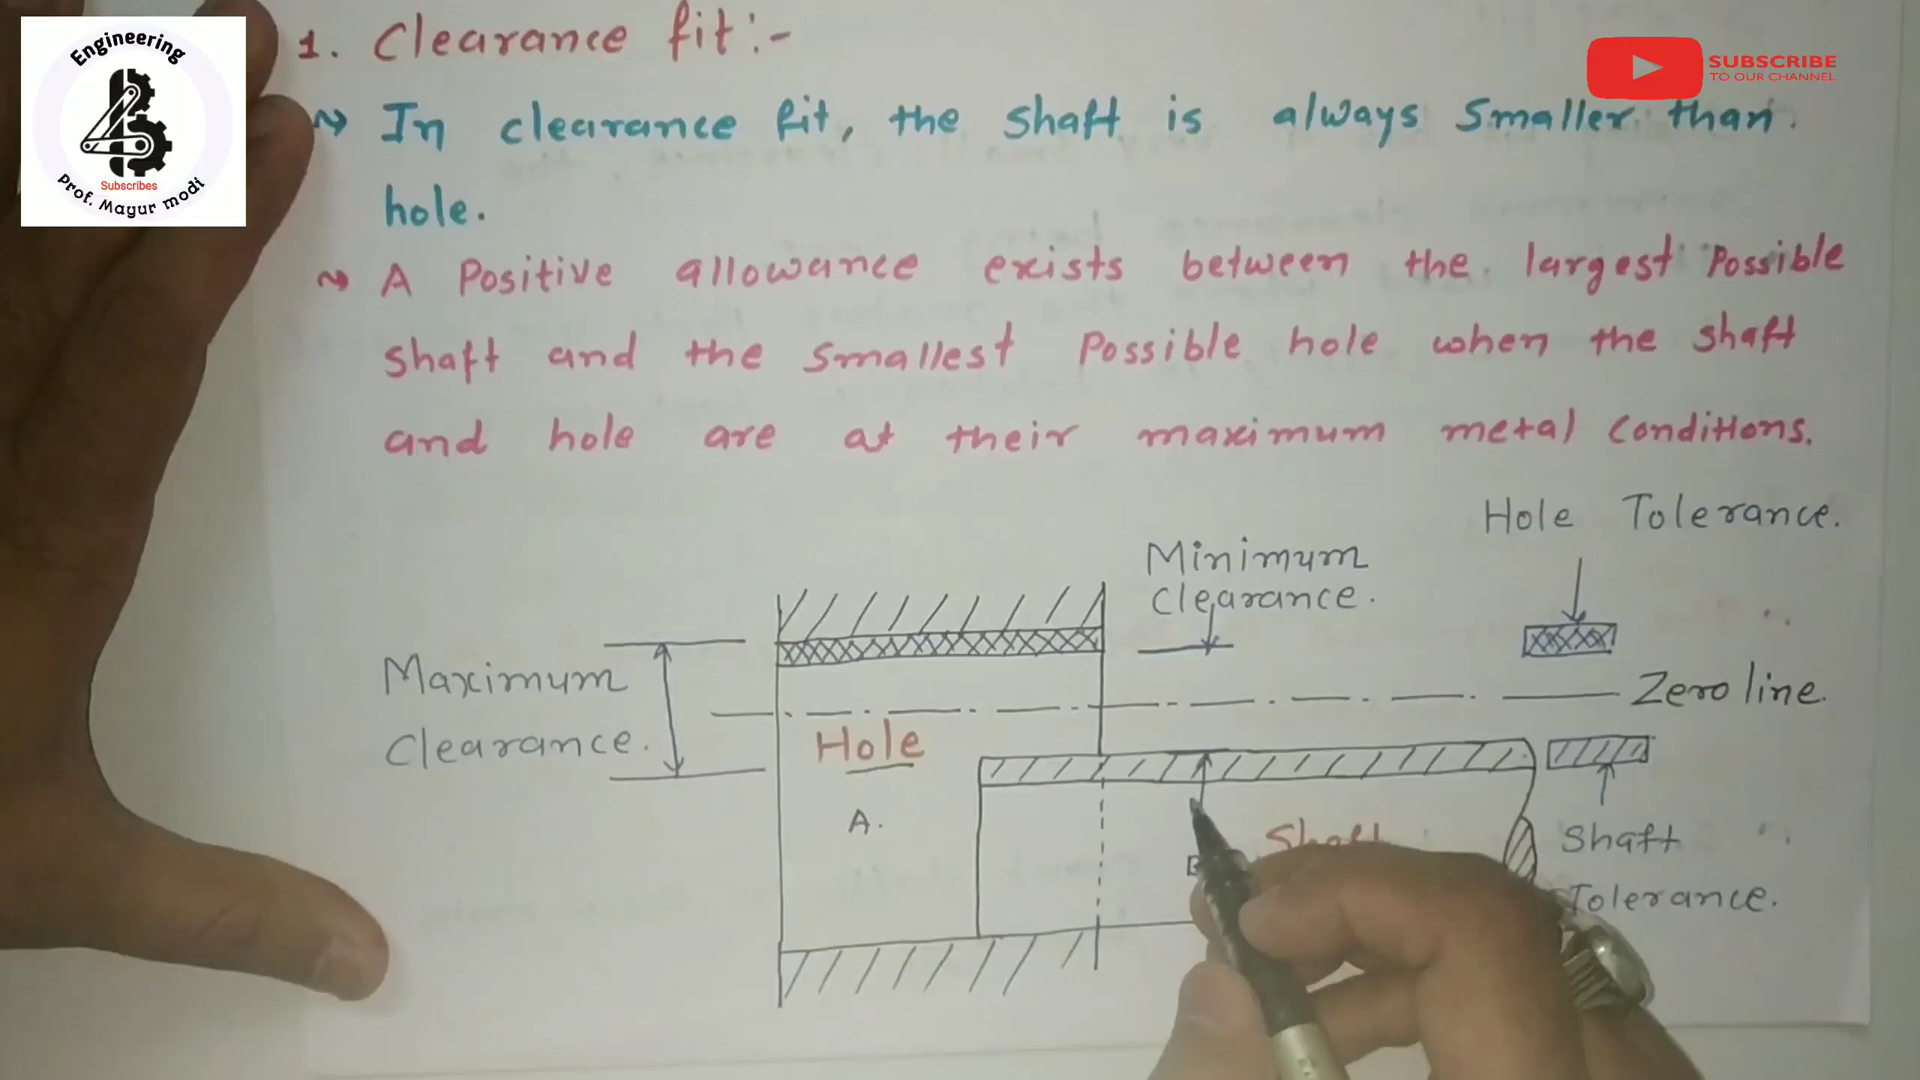 Engineering
Subscribes
Prof. Mayur modi
SUBSCRIBE
TO OUR CHANNEL
1. Clearance fit :-
In clearance fit, the shaft is always smaller than
hole.
A Positive allowance exists between the largest Possible
shaft and the smallest Possible hole when the shaft
and hole are at their maximum metal conditions.
Hole Tolerance.
Minimum
Clearance.
Maximum
Clearance.
Zero line.
Hole
A.
Shaft
Shaft
Tolerance.